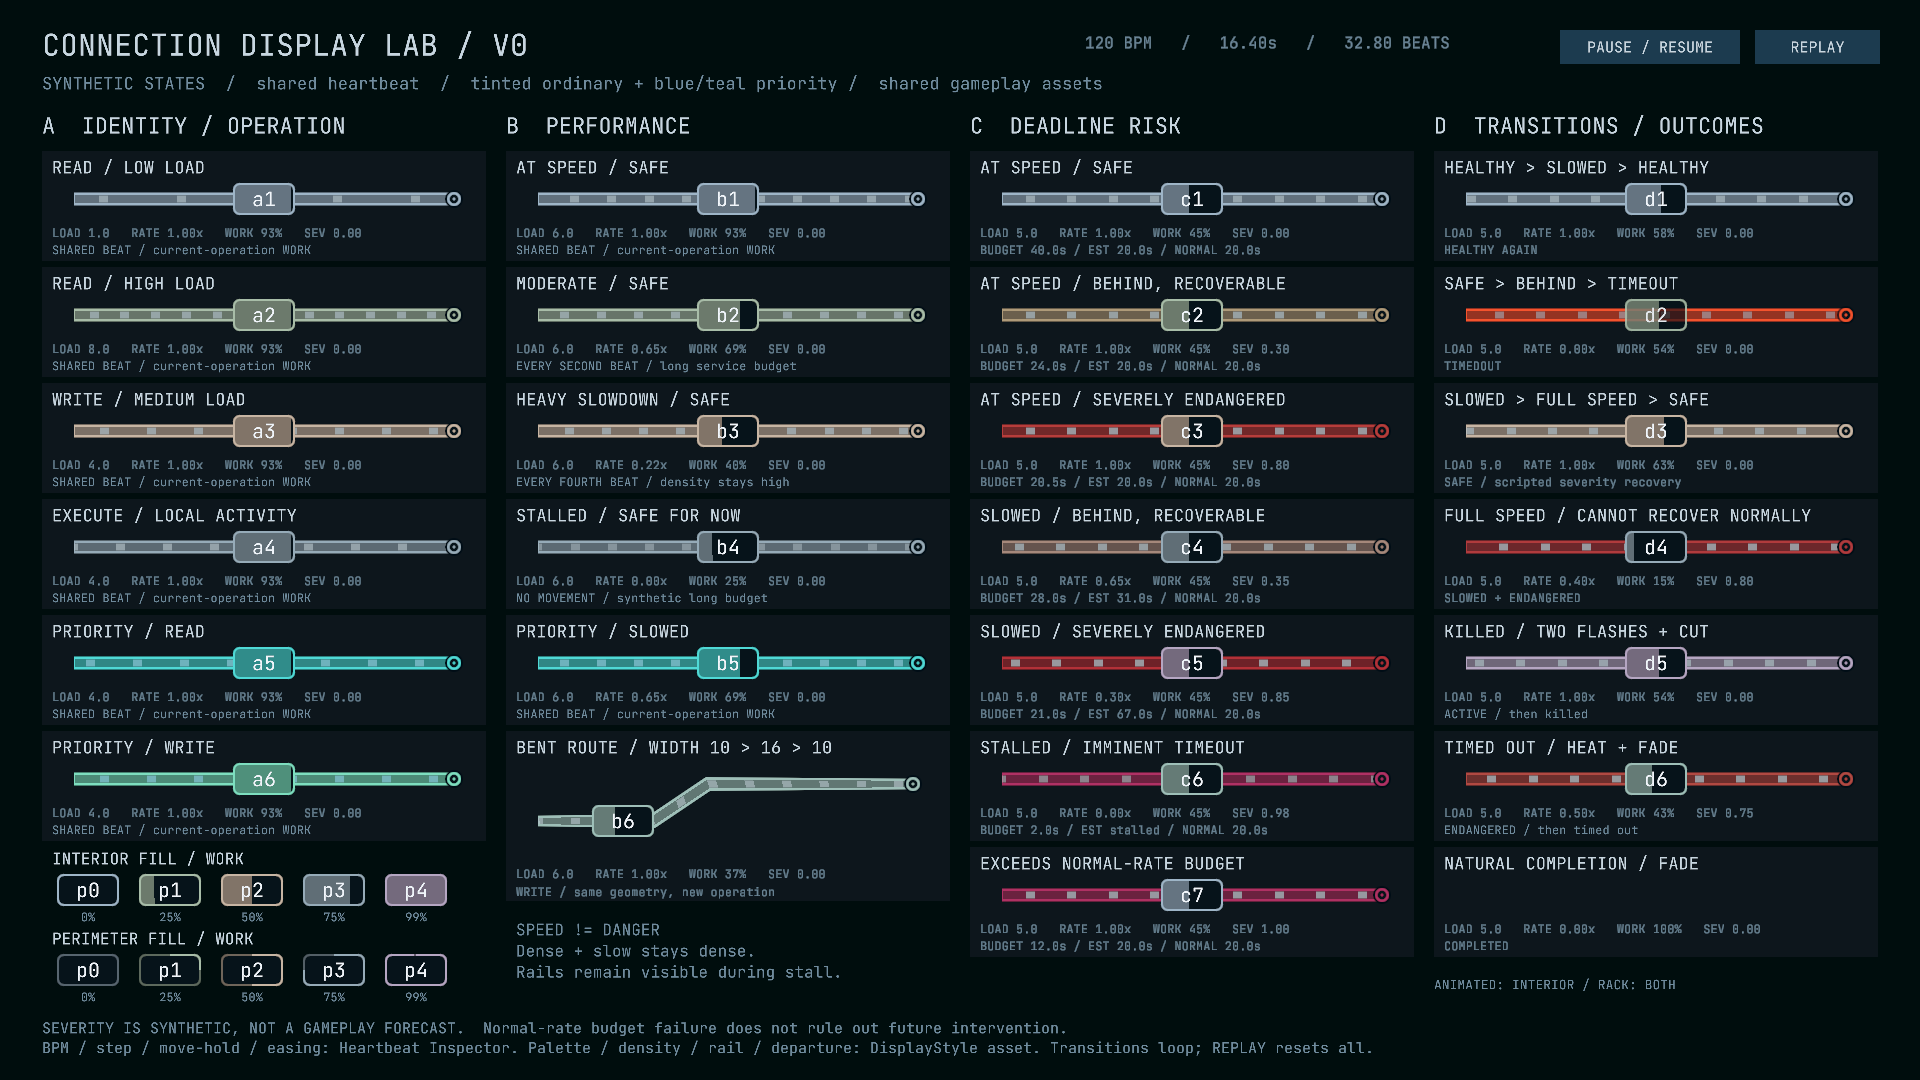 CONNECTION DISPLAY LAB / V0
120 BPM / 16.40s / 32.80 BEATS
PAUSE / RESUME
REPLAY
SYNTHETIC STATES / shared heartbeat / tinted ordinary + blue/teal priority / shared gameplay assets
A IDENTITY / OPERATION
READ / LOW LOAD
a1
LOAD 1.0 RATE 1.00x WORK 93% SEV 0.00
SHARED BEAT / current-operation WORK
READ / HIGH LOAD
a2
LOAD 8.0 RATE 1.00x WORK 93% SEV 0.00
SHARED BEAT / current-operation WORK
WRITE / MEDIUM LOAD
a3
LOAD 4.0 RATE 1.00x WORK 93% SEV 0.00
SHARED BEAT / current-operation WORK
EXECUTE / LOCAL ACTIVITY
a4
LOAD 4.0 RATE 1.00x WORK 93% SEV 0.00
SHARED BEAT / current-operation WORK
PRIORITY / READ
a5
LOAD 4.0 RATE 1.00x WORK 93% SEV 0.00
SHARED BEAT / current-operation WORK
PRIORITY / WRITE
a6
LOAD 4.0 RATE 1.00x WORK 93% SEV 0.00
SHARED BEAT / current-operation WORK
INTERIOR FILL / WORK
p0 p1 p2 p3 p4
0% 25% 50% 75% 99%
PERIMETER FILL / WORK
p0 p1 p2 p3 p4
0% 25% 50% 75% 99%
B PERFORMANCE
AT SPEED / SAFE
b1
LOAD 6.0 RATE 1.00x WORK 93% SEV 0.00
SHARED BEAT / current-operation WORK
MODERATE / SAFE
b2
LOAD 6.0 RATE 0.65x WORK 69% SEV 0.00
EVERY SECOND BEAT / long service budget
HEAVY SLOWDOWN / SAFE
b3
LOAD 6.0 RATE 0.22x WORK 40% SEV 0.00
EVERY FOURTH BEAT / density stays high
STALLED / SAFE FOR NOW
b4
LOAD 6.0 RATE 0.00x WORK 25% SEV 0.00
NO MOVEMENT / synthetic long budget
PRIORITY / SLOWED
b5
LOAD 6.0 RATE 0.65x WORK 69% SEV 0.00
SHARED BEAT / current-operation WORK
BENT ROUTE / WIDTH 10 > 16 > 10
b6
LOAD 6.0 RATE 1.00x WORK 37% SEV 0.00
WRITE / same geometry, new operation
SPEED != DANGER
Dense + slow stays dense.
Rails remain visible during stall.
C DEADLINE RISK
AT SPEED / SAFE
c1
LOAD 5.0 RATE 1.00x WORK 45% SEV 0.00
BUDGET 40.0s / EST 20.0s / NORMAL 20.0s
AT SPEED / BEHIND, RECOVERABLE
c2
LOAD 5.0 RATE 1.00x WORK 45% SEV 0.30
BUDGET 24.0s / EST 20.0s / NORMAL 20.0s
AT SPEED / SEVERELY ENDANGERED
c3
LOAD 5.0 RATE 1.00x WORK 45% SEV 0.80
BUDGET 20.5s / EST 20.0s / NORMAL 20.0s
SLOWED / BEHIND, RECOVERABLE
c4
LOAD 5.0 RATE 0.65x WORK 45% SEV 0.35
BUDGET 28.0s / EST 31.0s / NORMAL 20.0s
SLOWED / SEVERELY ENDANGERED
c5
LOAD 5.0 RATE 0.30x WORK 45% SEV 0.85
BUDGET 21.0s / EST 67.0s / NORMAL 20.0s
STALLED / IMMINENT TIMEOUT
c6
LOAD 5.0 RATE 0.00x WORK 45% SEV 0.98
BUDGET 2.0s / EST stalled / NORMAL 20.0s
EXCEEDS NORMAL-RATE BUDGET
c7
LOAD 5.0 RATE 1.00x WORK 45% SEV 1.00
BUDGET 12.0s / EST 20.0s / NORMAL 20.0s
D TRANSITIONS / OUTCOMES
HEALTHY > SLOWED > HEALTHY
d1
LOAD 5.0 RATE 1.00x WORK 58% SEV 0.00
HEALTHY AGAIN
SAFE > BEHIND > TIMEOUT
d2
LOAD 5.0 RATE 0.00x WORK 54% SEV 0.00
TIMEOUT
SLOWED > FULL SPEED > SAFE
d3
LOAD 5.0 RATE 1.00x WORK 63% SEV 0.00
SAFE / scripted severity recovery
FULL SPEED / CANNOT RECOVER NORMALLY
d4
LOAD 5.0 RATE 0.40x WORK 15% SEV 0.80
SLOWED + ENDANGERED
KILLED / TWO FLASHES + CUT
d5
LOAD 5.0 RATE 1.00x WORK 54% SEV 0.00
ACTIVE / then killed
TIMED OUT / HEAT + FADE
d6
LOAD 5.0 RATE 0.50x WORK 43% SEV 0.75
ENDANGERED / then timed out
NATURAL COMPLETION / FADE
LOAD 5.0 RATE 0.00x WORK 100% SEV 0.00
COMPLETED
ANIMATED: INTERIOR / RACK: BOTH
SEVERITY IS SYNTHETIC, NOT A GAMEPLAY FORECAST. Normal-rate budget failure does not rule out future intervention.
BPM / step / move-hold / easing: Heartbeat Inspector. Palette / density / rail / departure: DisplayStyle asset. Transitions loop; REPLAY resets all.